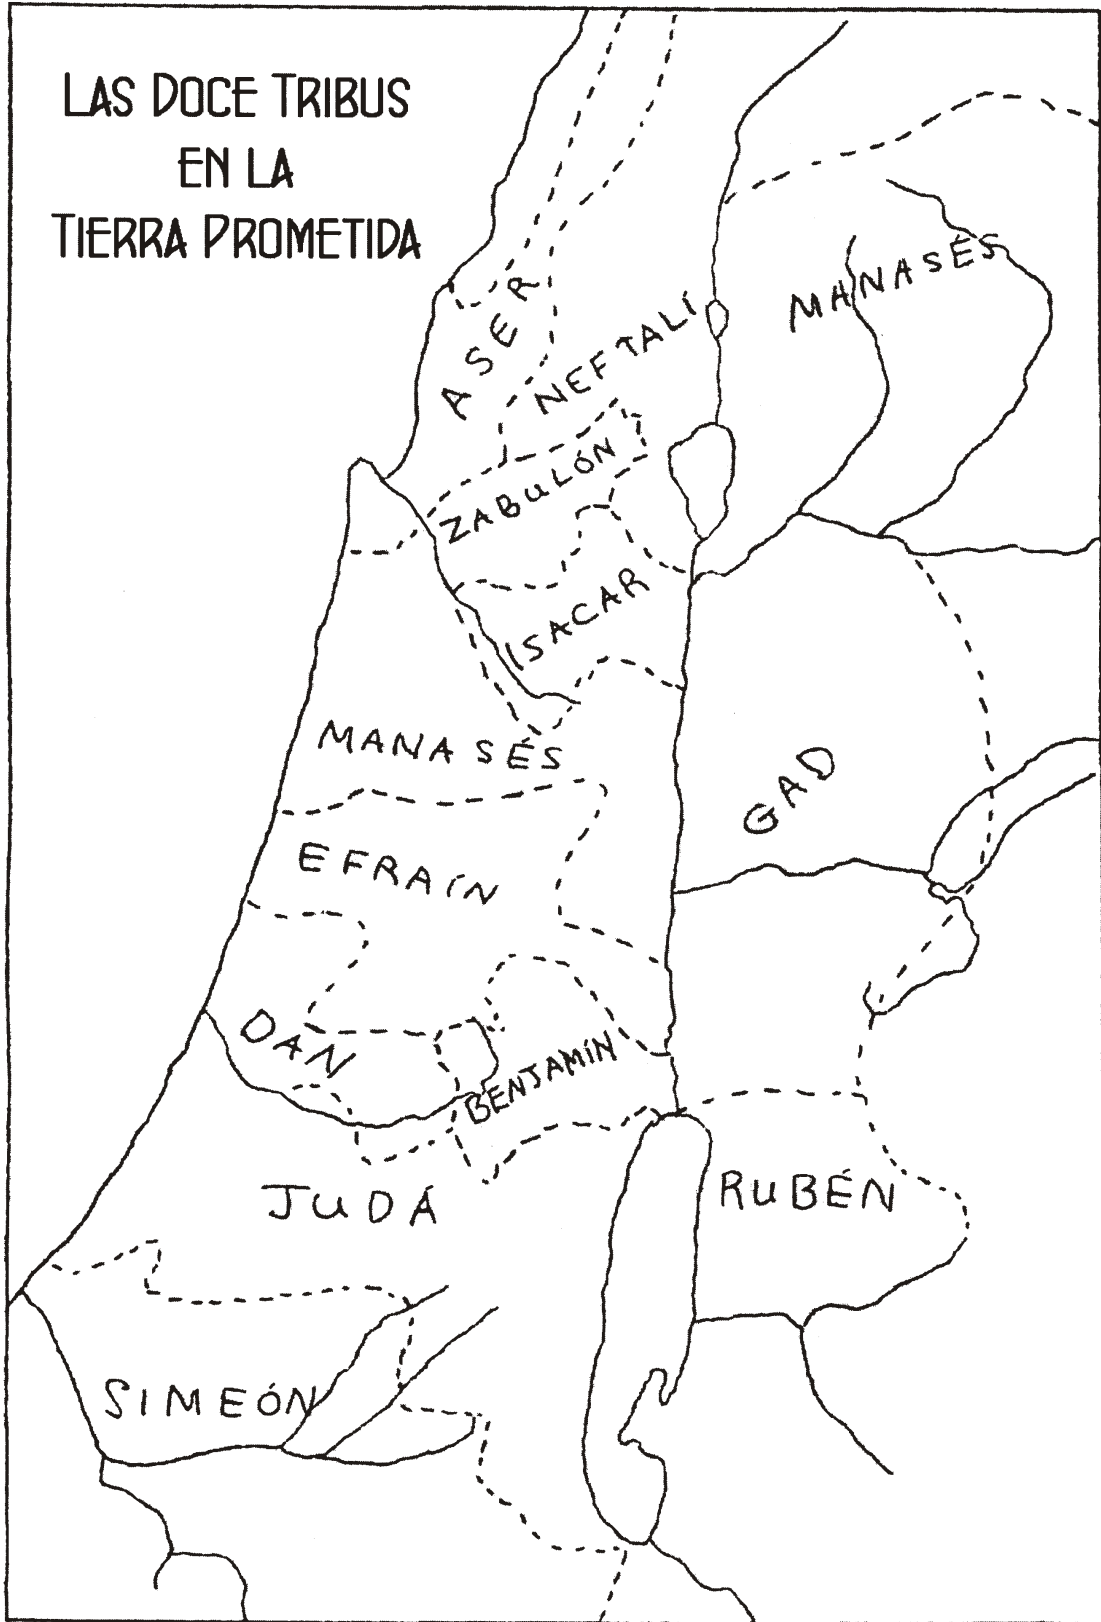 LAS DOCE TRIBUS
EN LA
TIERRA PROMETIDA
MANASÉS
ASER
NEFTALÍ
ZABULÓN
ISACAR
MANASÉS
GAD
EFRAÍN
DAN
BENJAMÍN
JUDÁ
RUBÉN
SIMEÓN